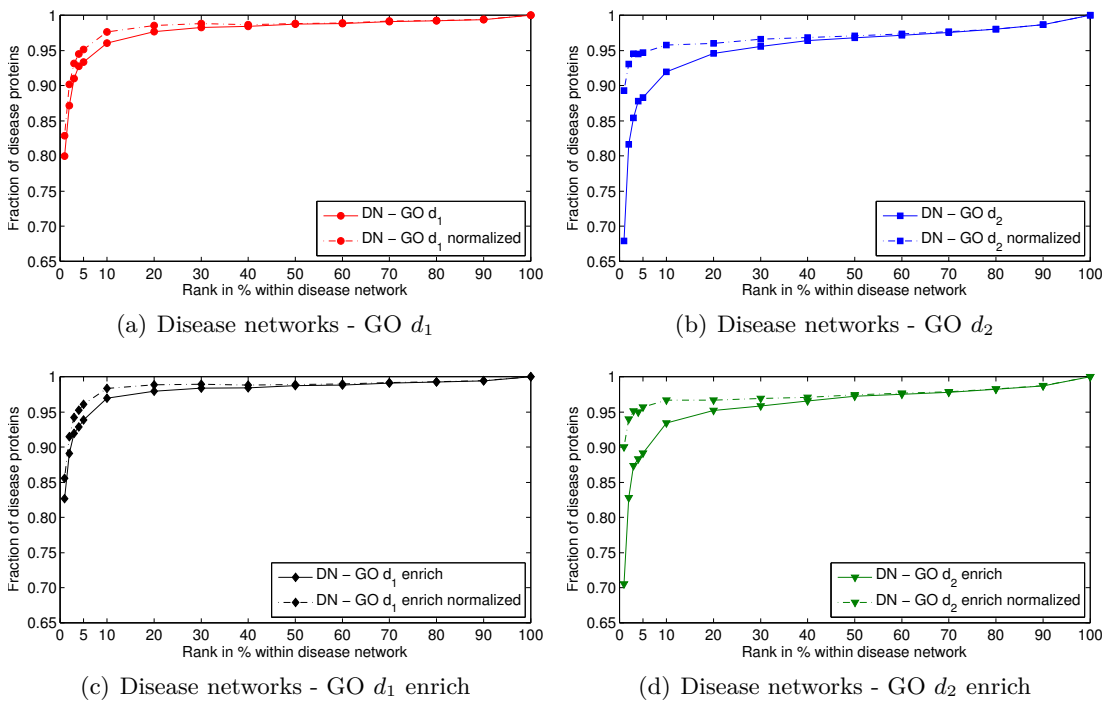 Fraction of disease proteins
1
0.95
0.90
0.85
0.80
0.75
0.70
0.65
0 5 10 20 30 40 50 60 70 80 90 100
Rank in % within disease network
DN − GO d1
DN − GO d1 normalized
(a) Disease networks - GO d1
Fraction of disease proteins
1
0.95
0.90
0.85
0.80
0.75
0.70
0.65
0 5 10 20 30 40 50 60 70 80 90 100
Rank in % within disease network
DN − GO d2
DN − GO d2 normalized
(b) Disease networks - GO d2
Fraction of disease proteins
1
0.95
0.90
0.85
0.80
0.75
0.70
0.65
0 5 10 20 30 40 50 60 70 80 90 100
Rank in % within disease network
DN − GO d1 enrich
DN − GO d1 enrich normalized
(c) Disease networks - GO d1 enrich
Fraction of disease proteins
1
0.95
0.90
0.85
0.80
0.75
0.70
0.65
0 5 10 20 30 40 50 60 70 80 90 100
Rank in % within disease network
DN − GO d2 enrich
DN − GO d2 enrich normalized
(d) Disease networks - GO d2 enrich